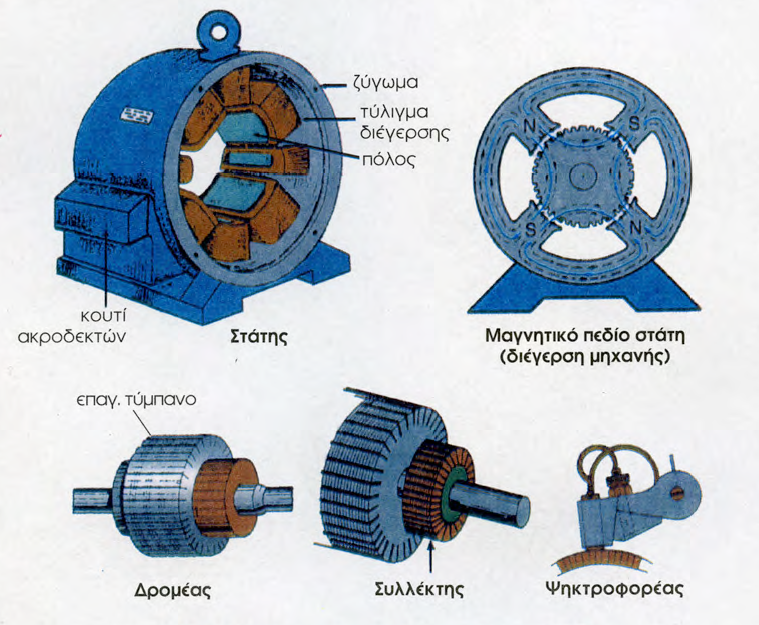 ζύγωμα
τύλιγμα
διέγερσης
πόλος
κουτί
ακροδεκτών
Στάτης
N
S
S
N
Μαγνητικό πεδίο στάτη
(διέγερση μηχανής)
επαγ. τύμπανο
Δρομέας
Συλλέκτης
Ψηκτροφορέας